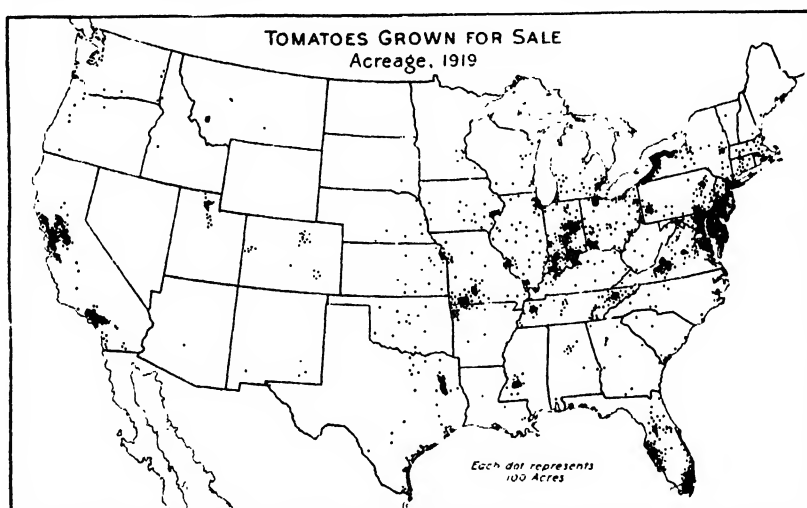 TOMATOES GROWN FOR SALE
Acreage, 1919
Each dot represents
100 Acres